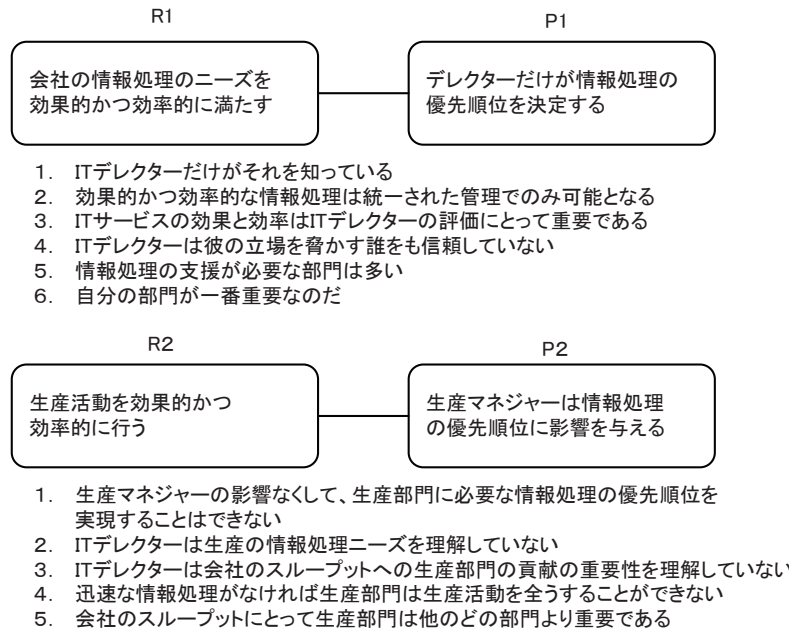 R1
P1
会社の情報処理のニーズを
効果的かつ効率的に満たす
デレクターだけが情報処理の
優先順位を決定する
1. ITデレクターだけがそれを知っている
2. 効果的かつ効率的な情報処理は統一された管理でのみ可能となる
3. ITサービスの効果と効率はITデレクターの評価にとって重要である
4. ITデレクターは彼の立場を脅かす誰をも信頼していない
5. 情報処理の支援が必要な部門は多い
6. 自分の部門が一番重要なのだ
R2
P2
生産活動を効果的かつ
効率的に行う
生産マネジャーは情報処理
の優先順位に影響を与える
1. 生産マネジャーの影響なくして、生産部門に必要な情報処理の優先順位を
実現することはできない
2. ITデレクターは生産の情報処理ニーズを理解していない
3. ITデレクターは会社のスループットへの生産部門の貢献の重要性を理解していない
4. 迅速な情報処理がなければ生産部門は生産活動を全うすることができない
5. 会社のスループットにとって生産部門は他のどの部門より重要である